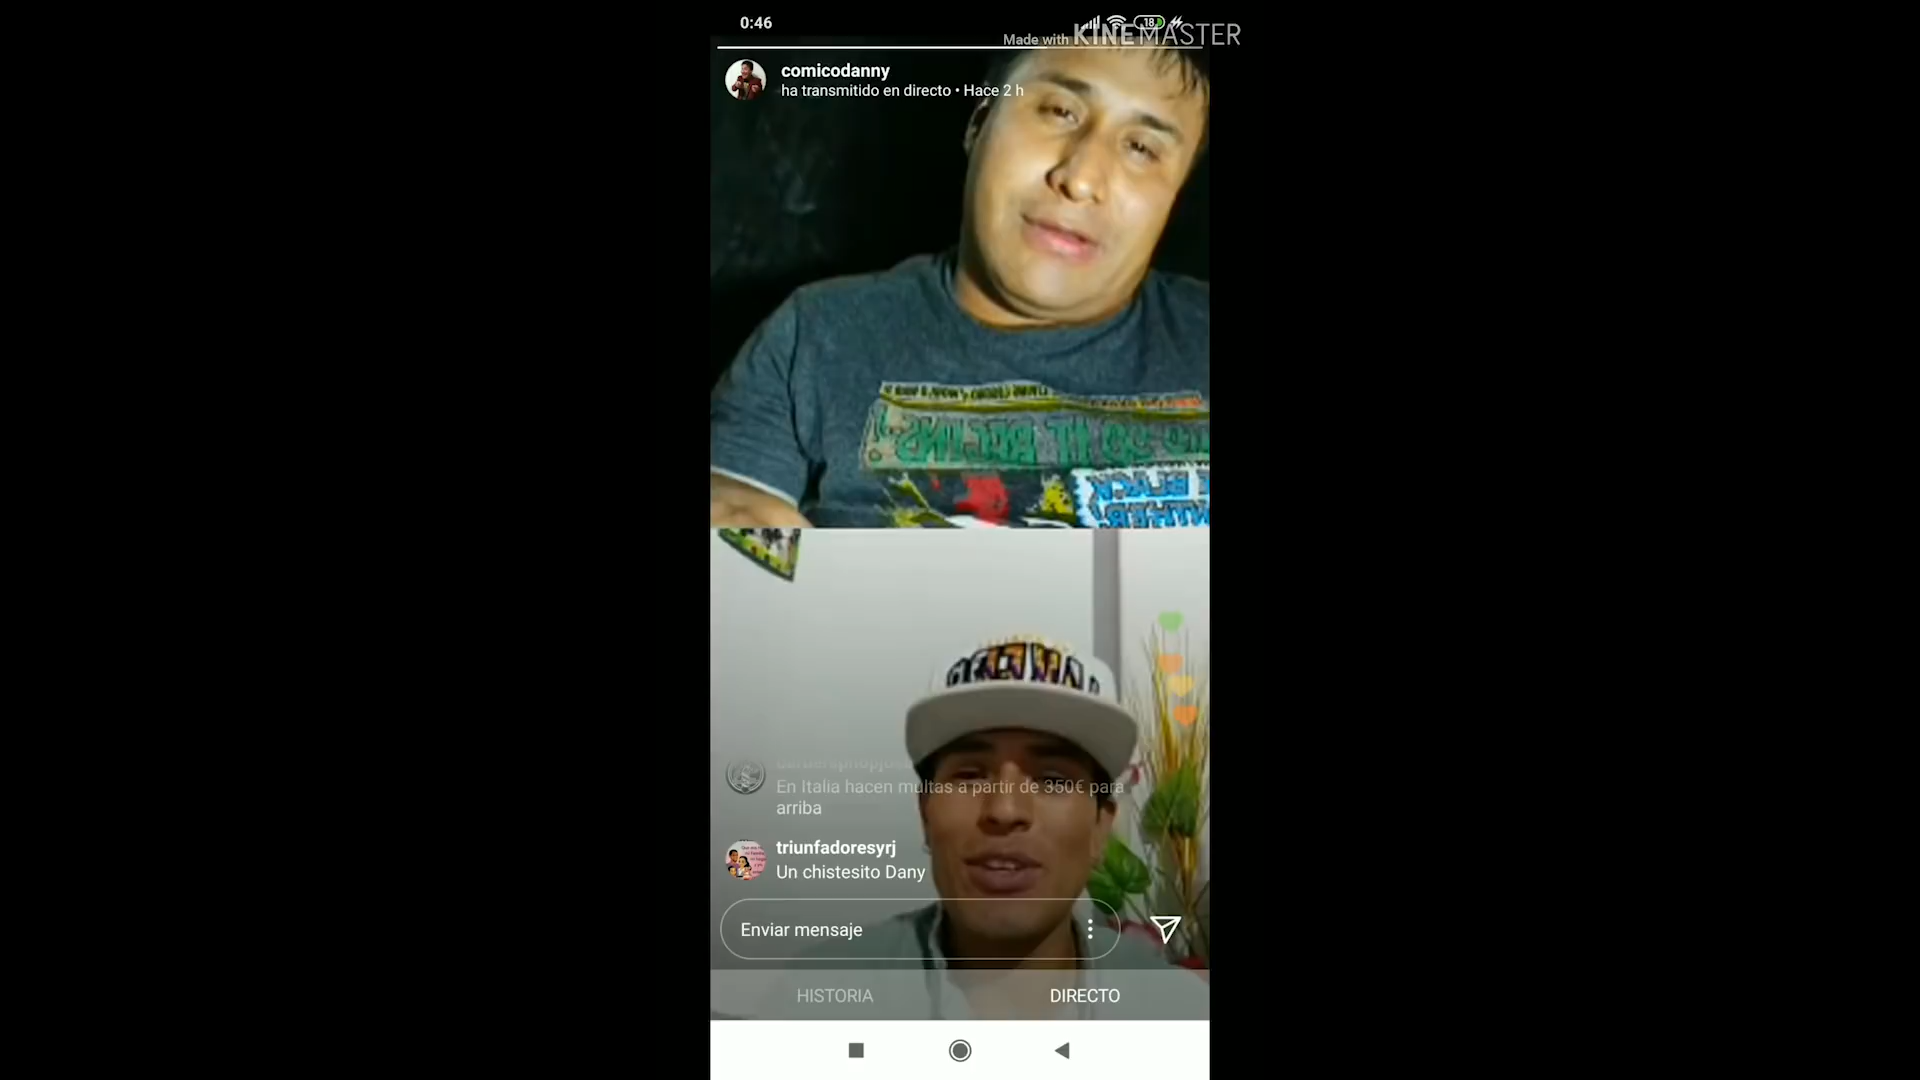 0:46
18
Made with KINEMASTER
comicodanny
ha transmitido en directo • Hace 2 h
En Italia hacen multas a partir de 350€ para
arriba
triunfadoresyrj
Un chistesito Dany
Enviar mensaje
HISTORIA
DIRECTO